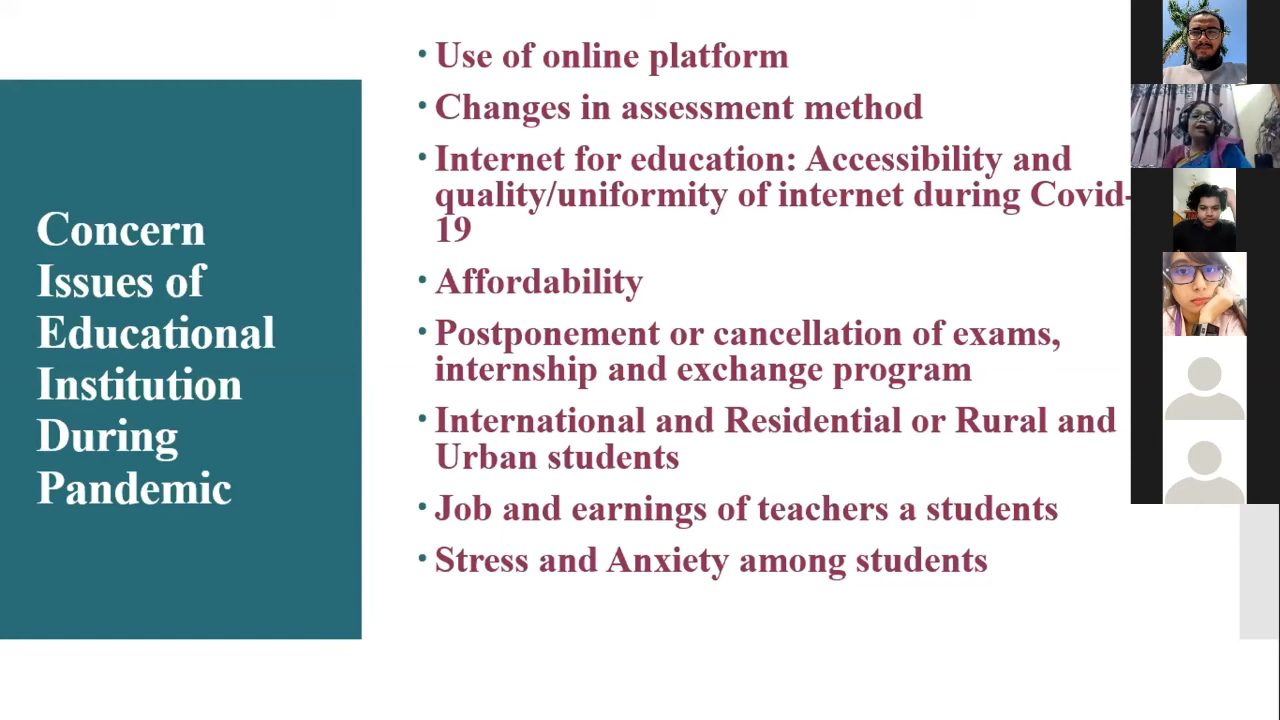 Concern
Issues of
Educational
Institution
During
Pandemic
• Use of online platform
• Changes in assessment method
• Internet for education: Accessibility and
quality/uniformity of internet during Covid-
19
• Affordability
• Postponement or cancellation of exams,
internship and exchange program
• International and Residential or Rural and
Urban students
• Job and earnings of teachers a students
• Stress and Anxiety among students